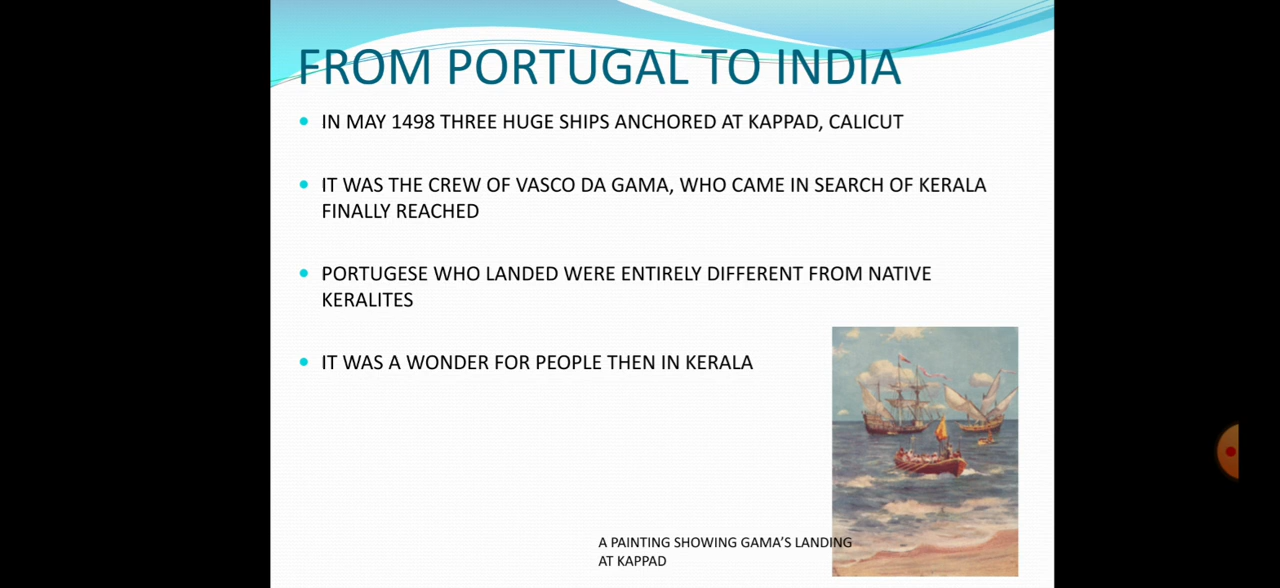 FROM PORTUGAL TO INDIA
IN MAY 1498 THREE HUGE SHIPS ANCHORED AT KAPPAD, CALICUT
IT WAS THE CREW OF VASCO DA GAMA, WHO CAME IN SEARCH OF KERALA
FINALLY REACHED
PORTUGESE WHO LANDED WERE ENTIRELY DIFFERENT FROM NATIVE
KERALITES
IT WAS A WONDER FOR PEOPLE THEN IN KERALA
A PAINTING SHOWING GAMA'S LANDING
AT KAPPAD